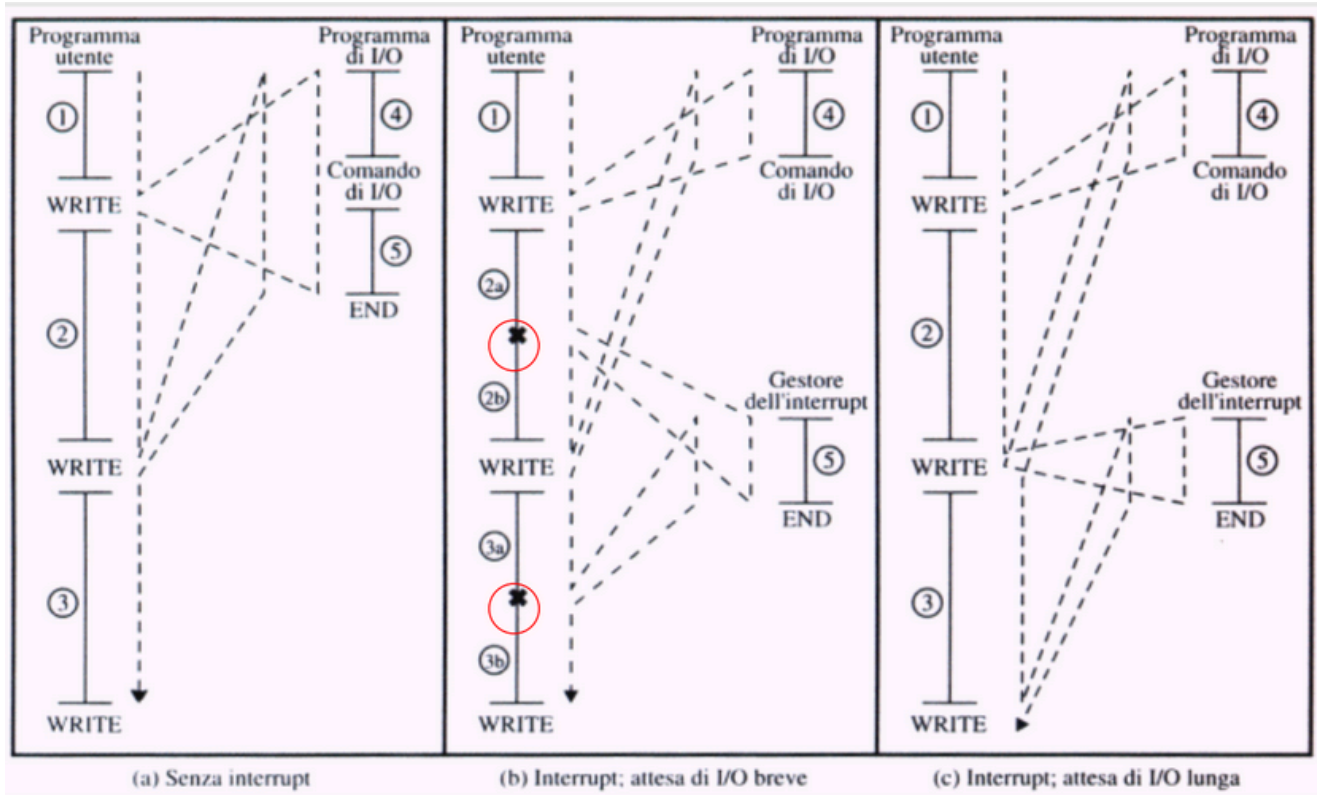 Programma
utente
Programma
di I/O
1
4
Comando
di I/O
WRITE
5
END
2
WRITE
3
WRITE
(a) Senza interrupt
Programma
utente
Programma
di I/O
1
4
Comando
di I/O
WRITE
2a
2b
Gestore
dell'interrupt
WRITE
5
END
3a
3b
WRITE
(b) Interrupt; attesa di I/O breve
Programma
utente
Programma
di I/O
1
4
Comando
di I/O
WRITE
2
Gestore
dell'interrupt
WRITE
5
END
3
WRITE
(c) Interrupt; attesa di I/O lunga